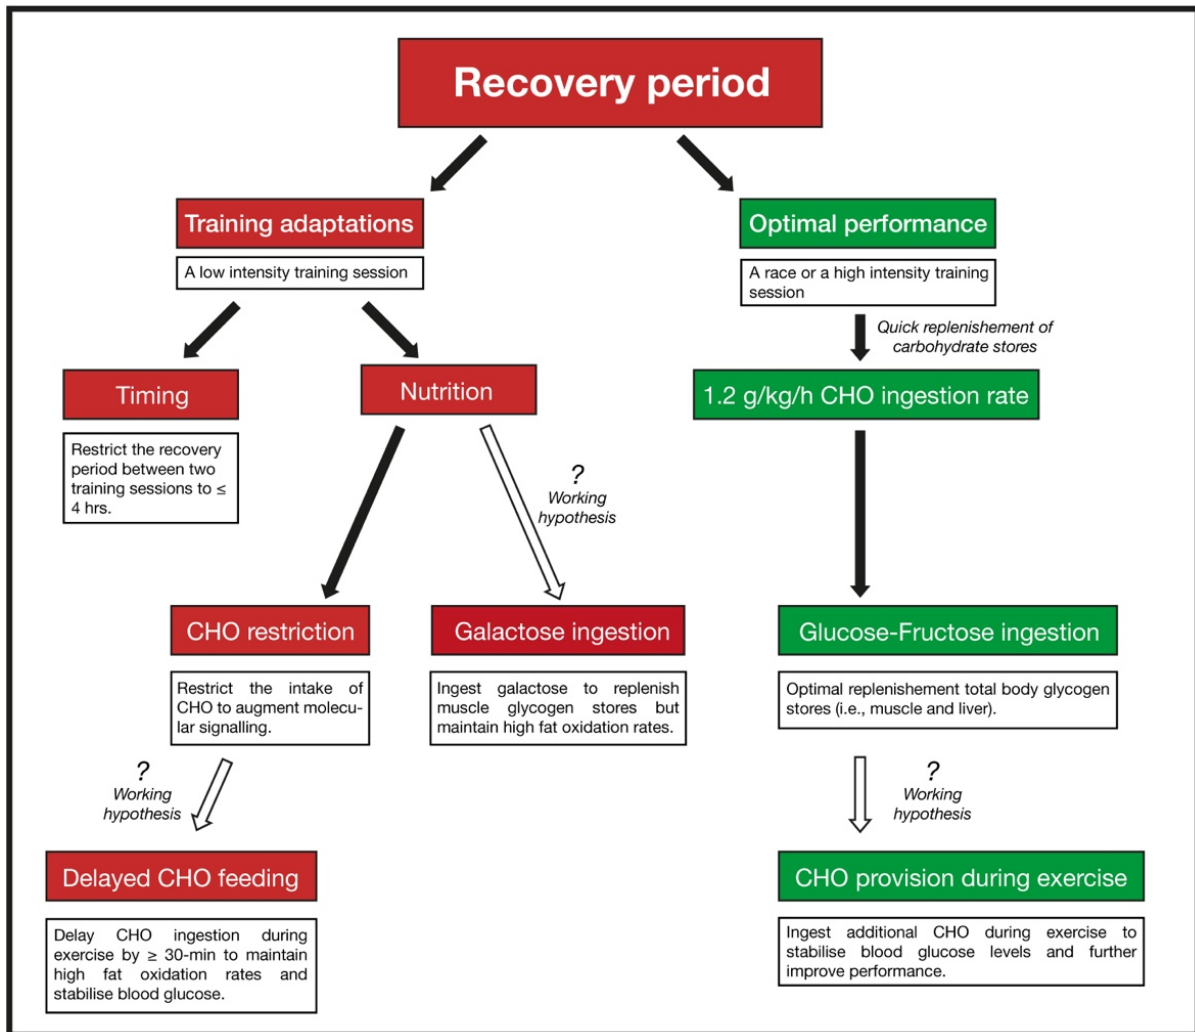 Recovery period
Training adaptations
A low intensity training session
Optimal performance
A race or a high intensity training
session
Quick replenishement of
carbohydrate stores
Timing
Restrict the recovery
period between two
training sessions to ≤
4 hrs.
Nutrition
1.2 g/kg/h CHO ingestion rate
?
Working
hypothesis
CHO restriction
Restrict the intake of
CHO to augment molecu-
lar signalling.
Galactose ingestion
Ingest galactose to replenish
muscle glycogen stores but
maintain high fat oxidation rates.
Glucose-Fructose ingestion
Optimal replenishement total body glycogen
stores (i.e., muscle and liver).
?
Working
hypothesis
?
Working
hypothesis
Delayed CHO feeding
Delay CHO ingestion during
exercise by ≥ 30-min to maintain
high fat oxidation rates and
stabilise blood glucose.
CHO provision during exercise
Ingest additional CHO during exercise to
stabilise blood glucose levels and further
improve performance.